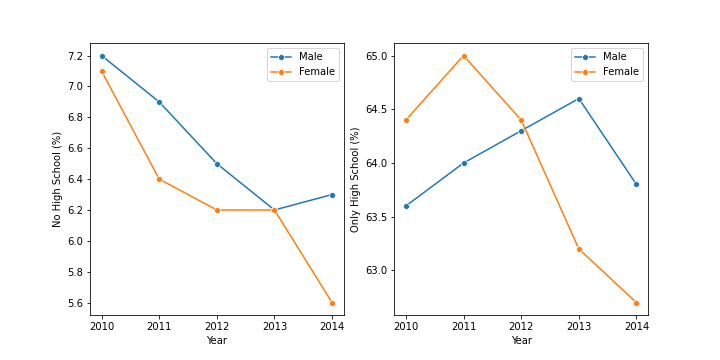 No High School (%)
7.2
7.0
6.8
6.6
6.4
6.2
6.0
5.8
5.6
2010 2011 2012 2013 2014
Year
Male
Female
Only High School (%)
65.0
64.5
64.0
63.5
63.0
2010 2011 2012 2013 2014
Year
Male
Female